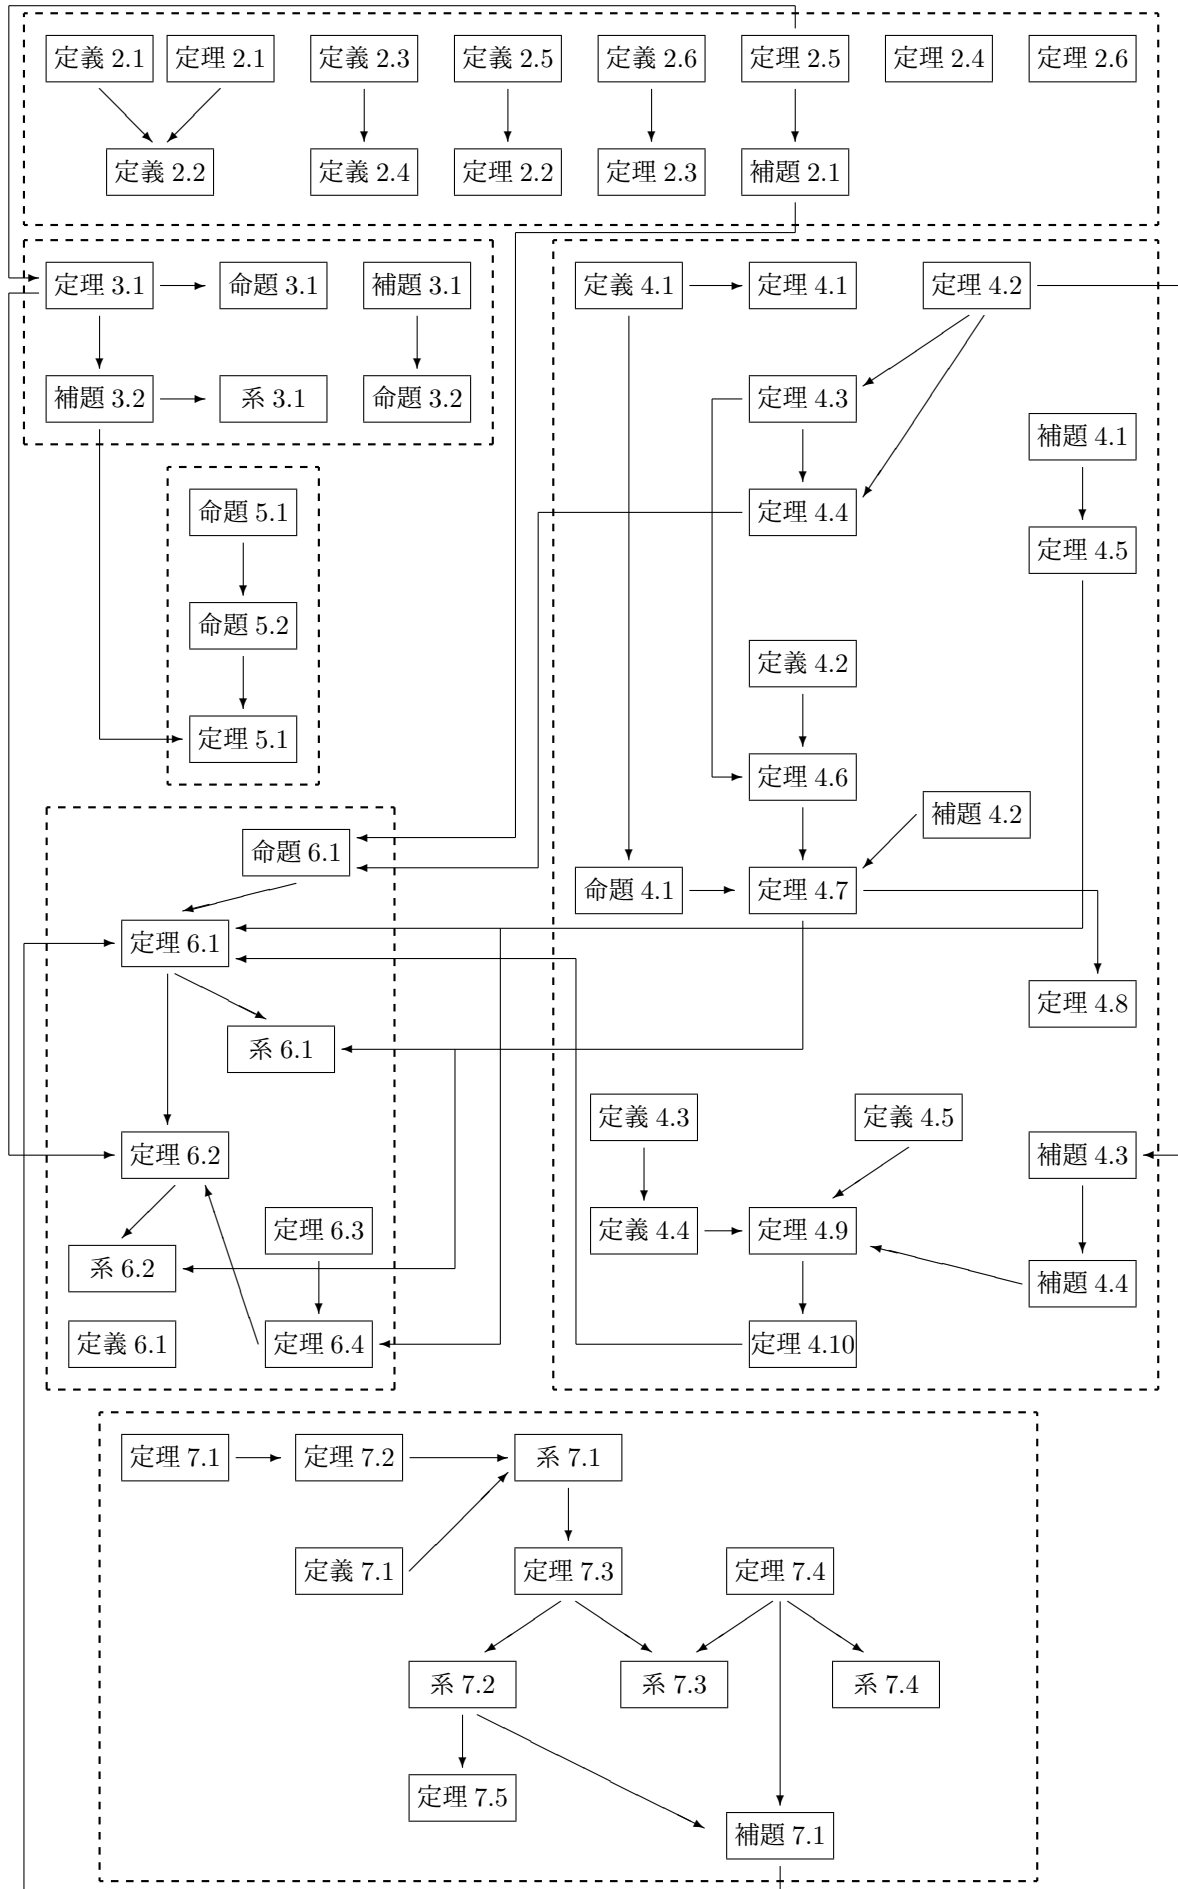 定義 2.1 定理 2.1 定義 2.3 定義 2.5 定義 2.6 定理 2.5 定理 2.4 定理 2.6
定義 2.2 定義 2.4 定理 2.2 定理 2.3 補題 2.1
定理 3.1 命題 3.1 補題 3.1
補題 3.2 系 3.1 命題 3.2
定義 4.1 定理 4.1 定理 4.2
定理 4.3
補題 4.1
定理 4.4
定理 4.5
命題 5.1
命題 5.2
定理 5.1
定義 4.2
定理 4.6
補題 4.2
命題 4.1 定理 4.7
定理 4.8
命題 6.1
定理 6.1
系 6.1
定理 6.2
定理 6.3
系 6.2
定義 6.1 定理 6.4
定義 4.3 定義 4.5
補題 4.3
定義 4.4 定理 4.9
補題 4.4
定理 4.10
定理 7.1 定理 7.2 系 7.1
定義 7.1 定理 7.3 定理 7.4
系 7.2 系 7.3 系 7.4
定理 7.5
補題 7.1